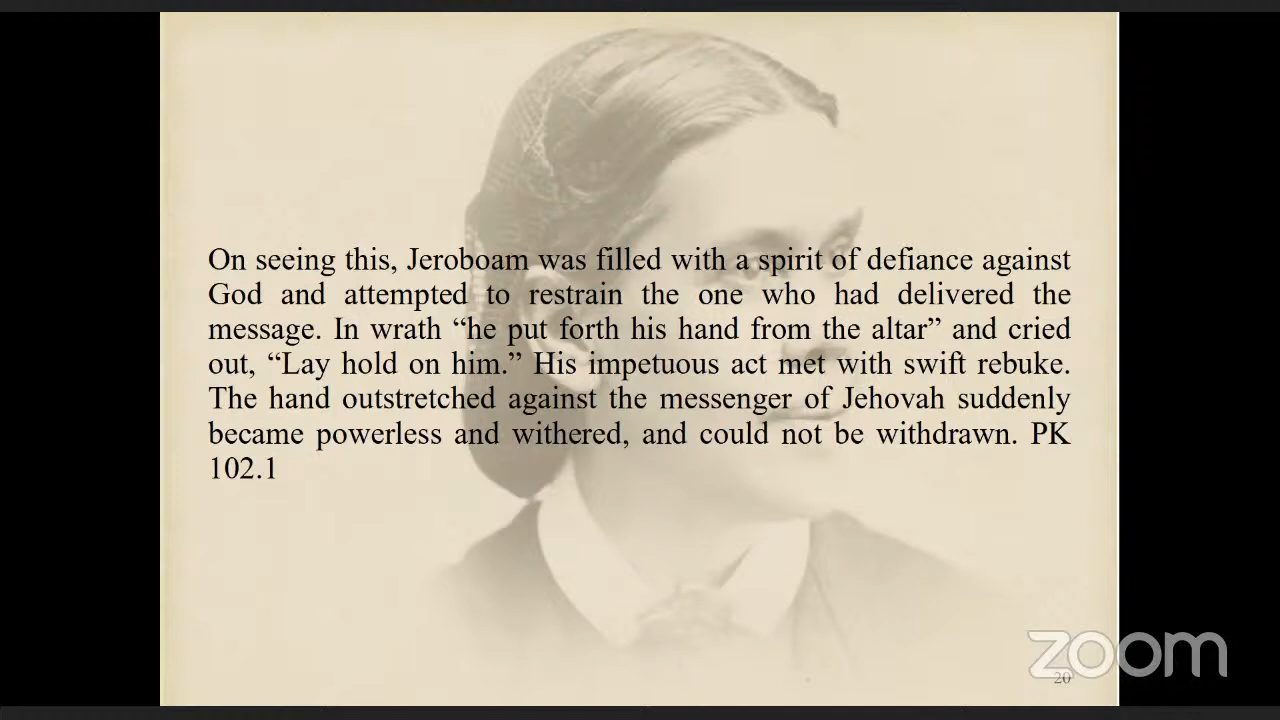 On seeing this, Jeroboam was filled with a spirit of defiance against
God and attempted to restrain the one who had delivered the
message. In wrath “he put forth his hand from the altar” and cried
out, “Lay hold on him.” His impetuous act met with swift rebuke.
The hand outstretched against the messenger of Jehovah suddenly
became powerless and withered, and could not be withdrawn. PK
102.1
zoom
20